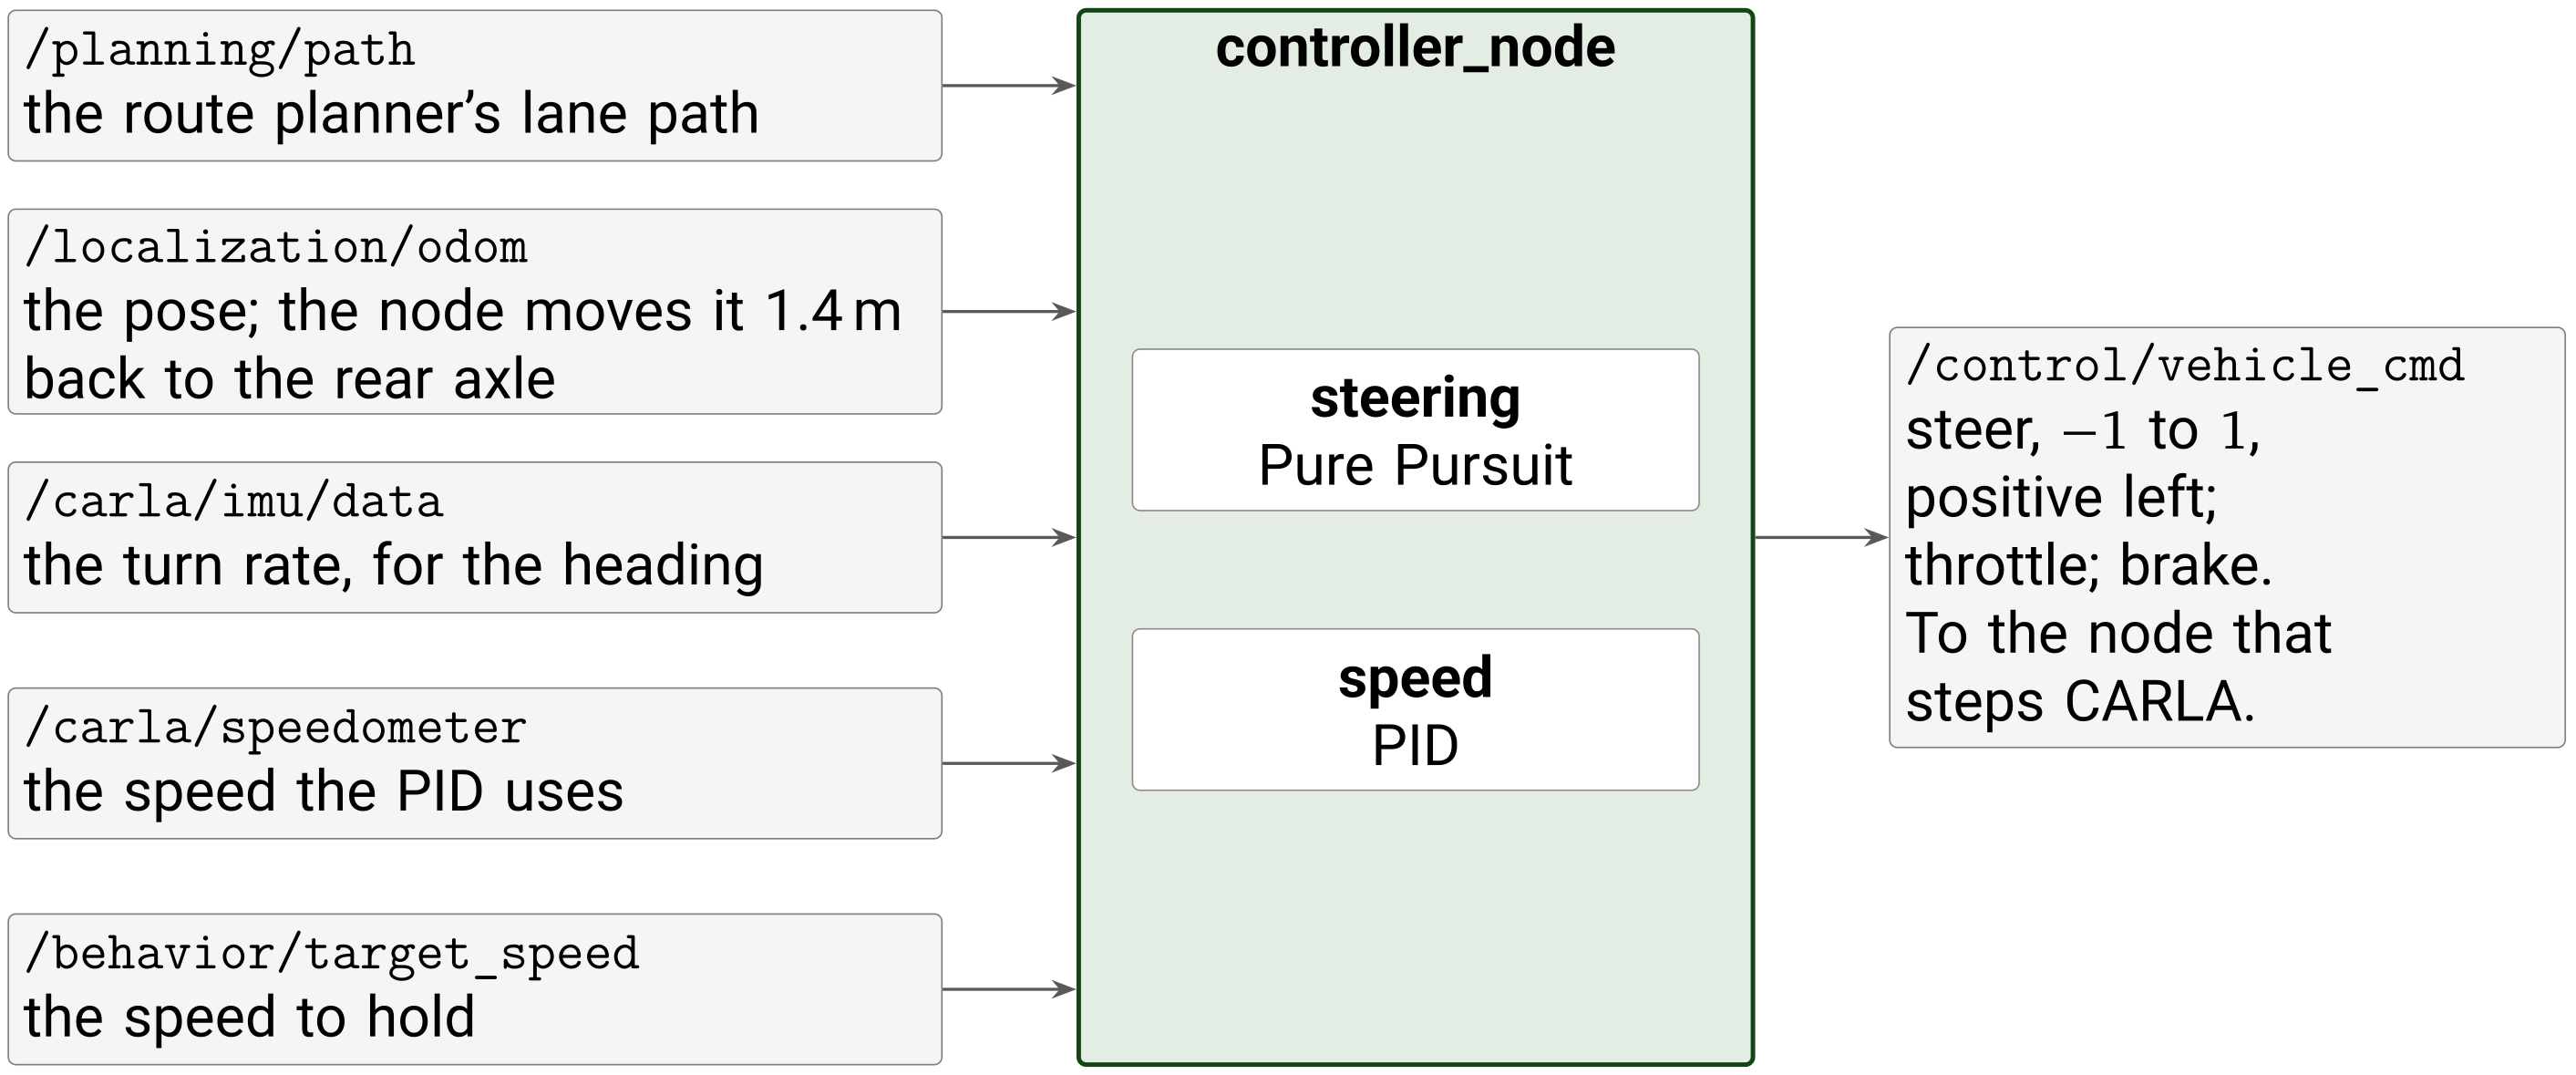 /planning/path
the route planner’s lane path
/localization/odom
the pose; the node moves it 1.4 m
back to the rear axle
/carla/imu/data
the turn rate, for the heading
/carla/speedometer
the speed the PID uses
/behavior/target_speed
the speed to hold
controller_node
steering
Pure Pursuit
speed
PID
/control/vehicle_cmd
steer, −1 to 1,
positive left;
throttle; brake.
To the node that
steps CARLA.